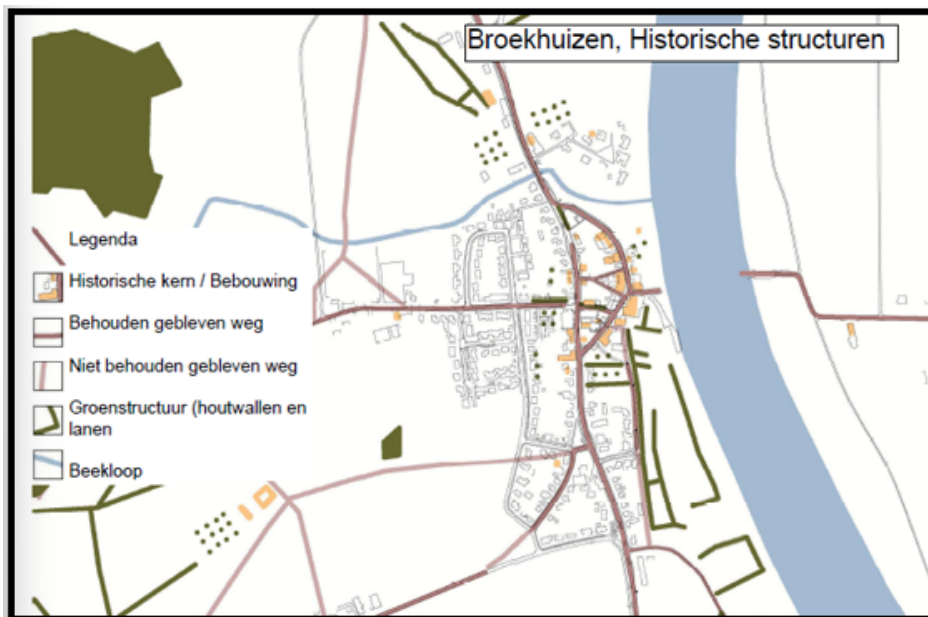 Broekhuizen, Historische structuren
Legenda
Historische kern / Bebouwing
Behouden gebleven weg
Niet behouden gebleven weg
Groenstructuur (houtwallen en
lanen
Beekloop